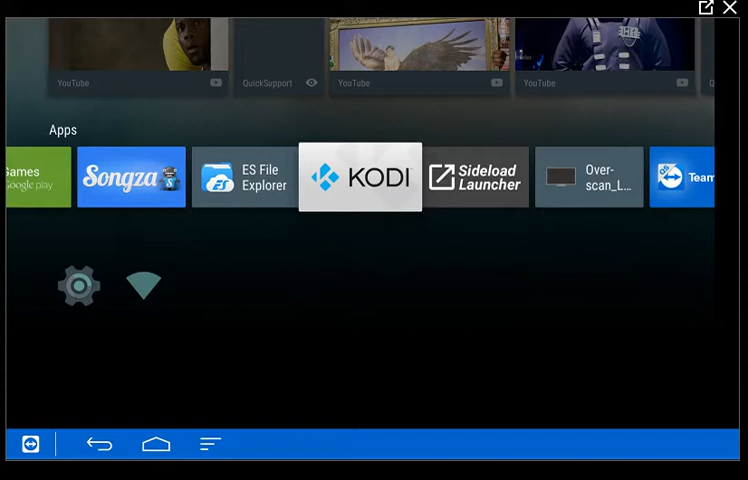 YouTube
QuickSupport
YouTube
YouTube
Apps
Games
Google play
Songza
ES File
Explorer
KODI
Sideload
Launcher
Over-
scan_L...
Team